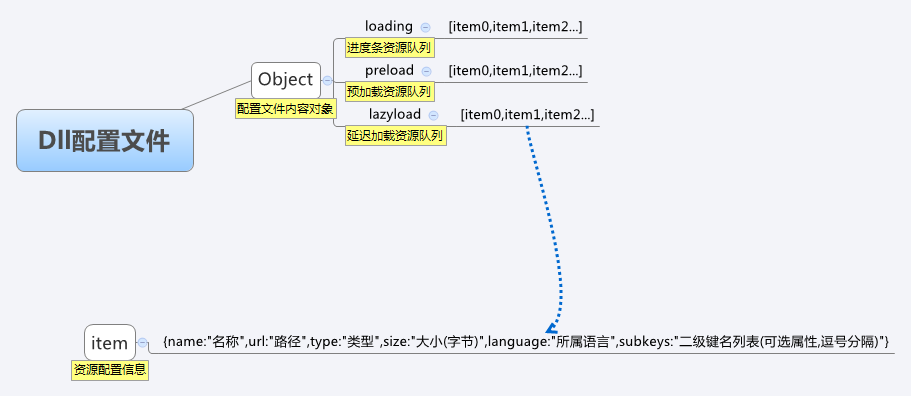 loading [item0,item1,item2...]
进度条资源队列
Object
preload [item0,item1,item2...]
预加载资源队列
配置文件内容对象
lazyload [item0,item1,item2...]
延迟加载资源队列
Dll配置文件
item
{name:"名称",url:"路径",type:"类型",size:"大小(字节)",language:"所属语言",subkeys:"二级键名列表(可选属性,逗号分隔)"}
资源配置信息